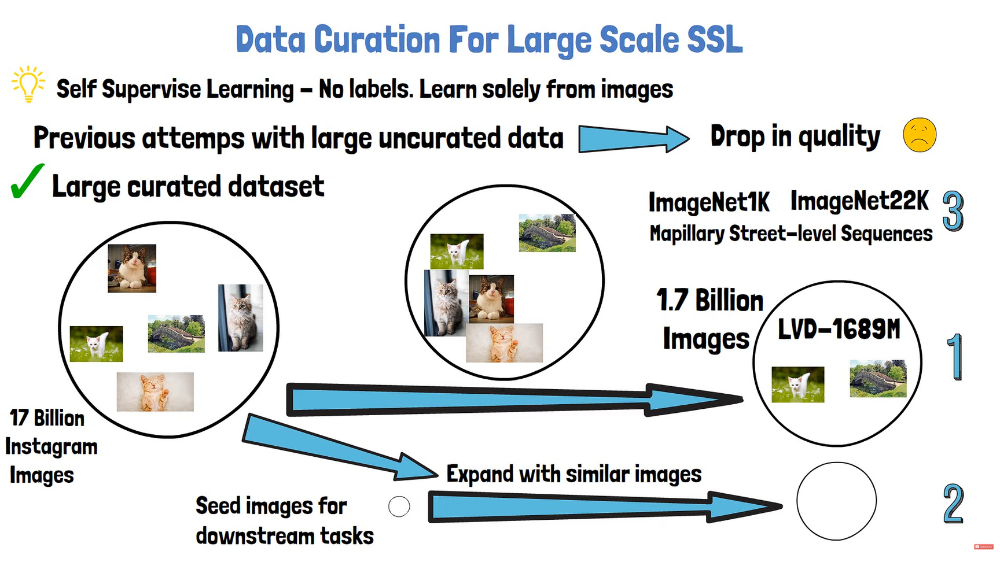 Data Curation For Large Scale SSL
Self Supervise Learning – No labels. Learn solely from images
Previous attemps with large uncurated data
Drop in quality
Large curated dataset
ImageNet1K ImageNet22K
Mapillary Street-level Sequences
3
1.7 Billion
Images
LVD-1689M
1
17 Billion
Instagram
Images
Expand with similar images
Seed images for
downstream tasks
2
Subscribe